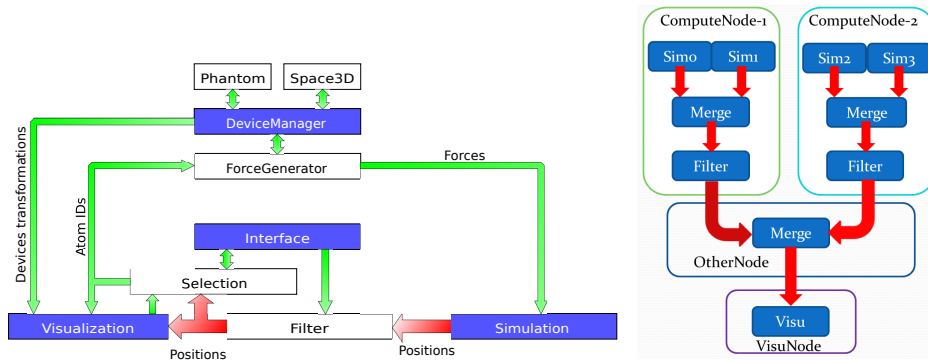 Phantom
Space3D
DeviceManager
ForceGenerator
Forces
Devices transformations
Atom IDs
Interface
Selection
Visualization
Filter
Simulation
Positions
Positions
ComputeNode-1
ComputeNode-2
Sim0
Sim1
Sim2
Sim3
Merge
Merge
Filter
Filter
Merge
OtherNode
Visu
VisuNode